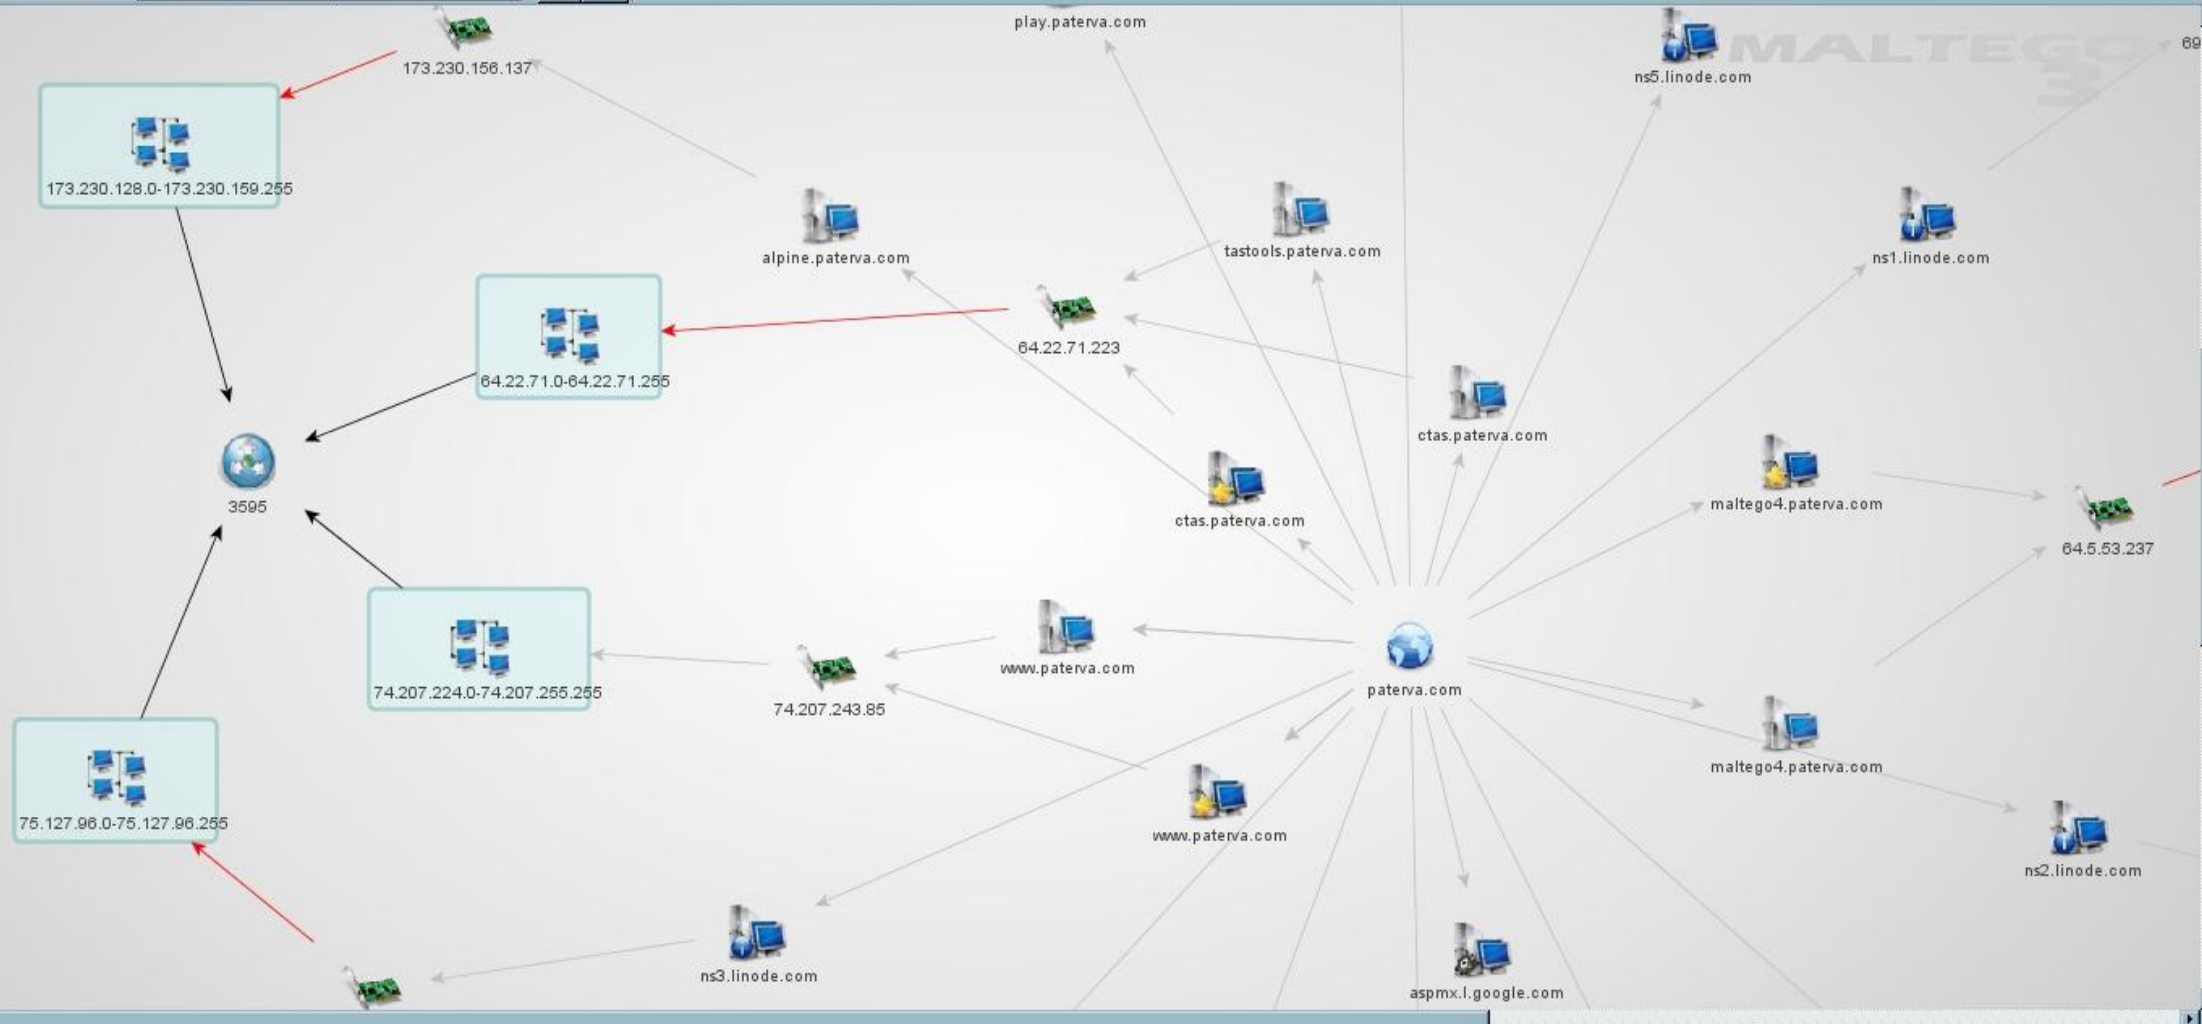 play.paterva.com
173.230.156.137
ns5.linode.com
MALTEGO
3
69
173.230.128.0-173.230.159.255
alpine.paterva.com
tastools.paterva.com
ns1.linode.com
64.22.71.223
64.22.71.0-64.22.71.255
ctas.paterva.com
3595
ctas.paterva.com
maltego4.paterva.com
64.5.53.237
www.paterva.com
paterva.com
74.207.224.0-74.207.255.255
74.207.243.85
maltego4.paterva.com
75.127.96.0-75.127.96.255
www.paterva.com
ns2.linode.com
ns3.linode.com
aspmx.l.google.com